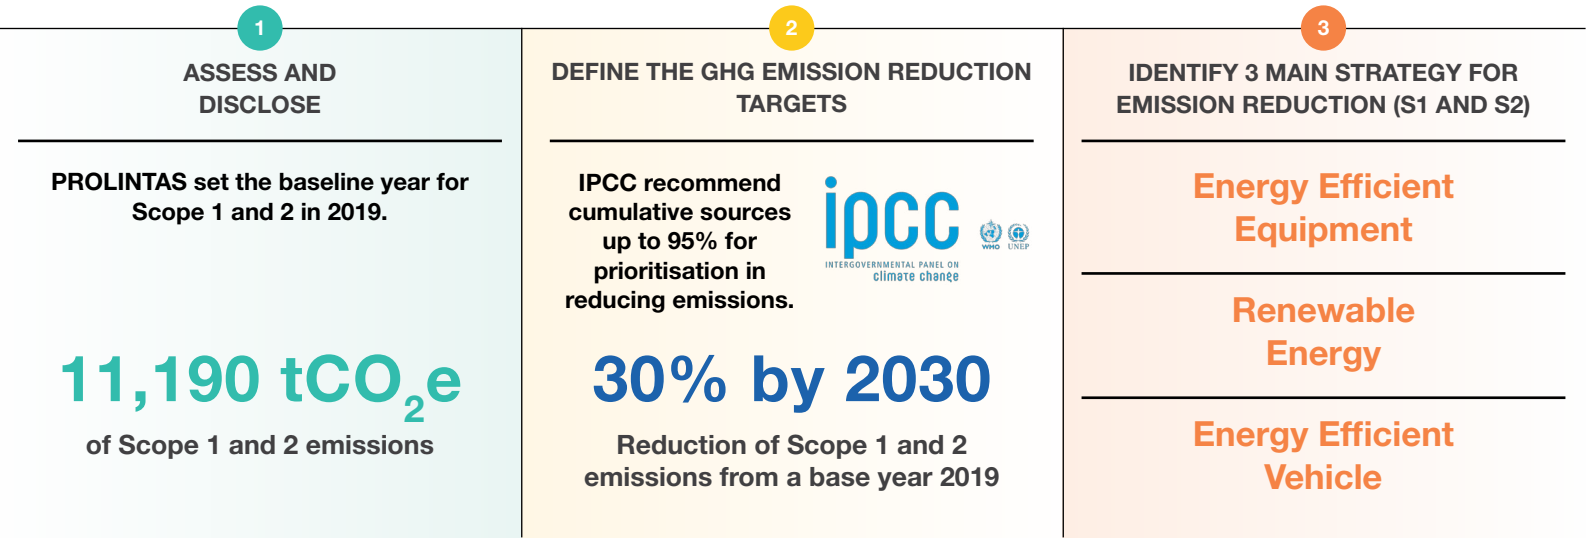 1
ASSESS AND
DISCLOSE
PROLINTAS set the baseline year for
Scope 1 and 2 in 2019.
11,190 tCO₂e
of Scope 1 and 2 emissions
2
DEFINE THE GHG EMISSION REDUCTION
TARGETS
IPCC recommend
cumulative sources
up to 95% for
prioritisation in
reducing emissions.
ipcc
INTERGOVERNMENTAL PANEL ON
climate change
WMO
UNEP
30% by 2030
Reduction of Scope 1 and 2
emissions from a base year 2019
3
IDENTIFY 3 MAIN STRATEGY FOR
EMISSION REDUCTION (S1 AND S2)
Energy Efficient
Equipment
Renewable
Energy
Energy Efficient
Vehicle